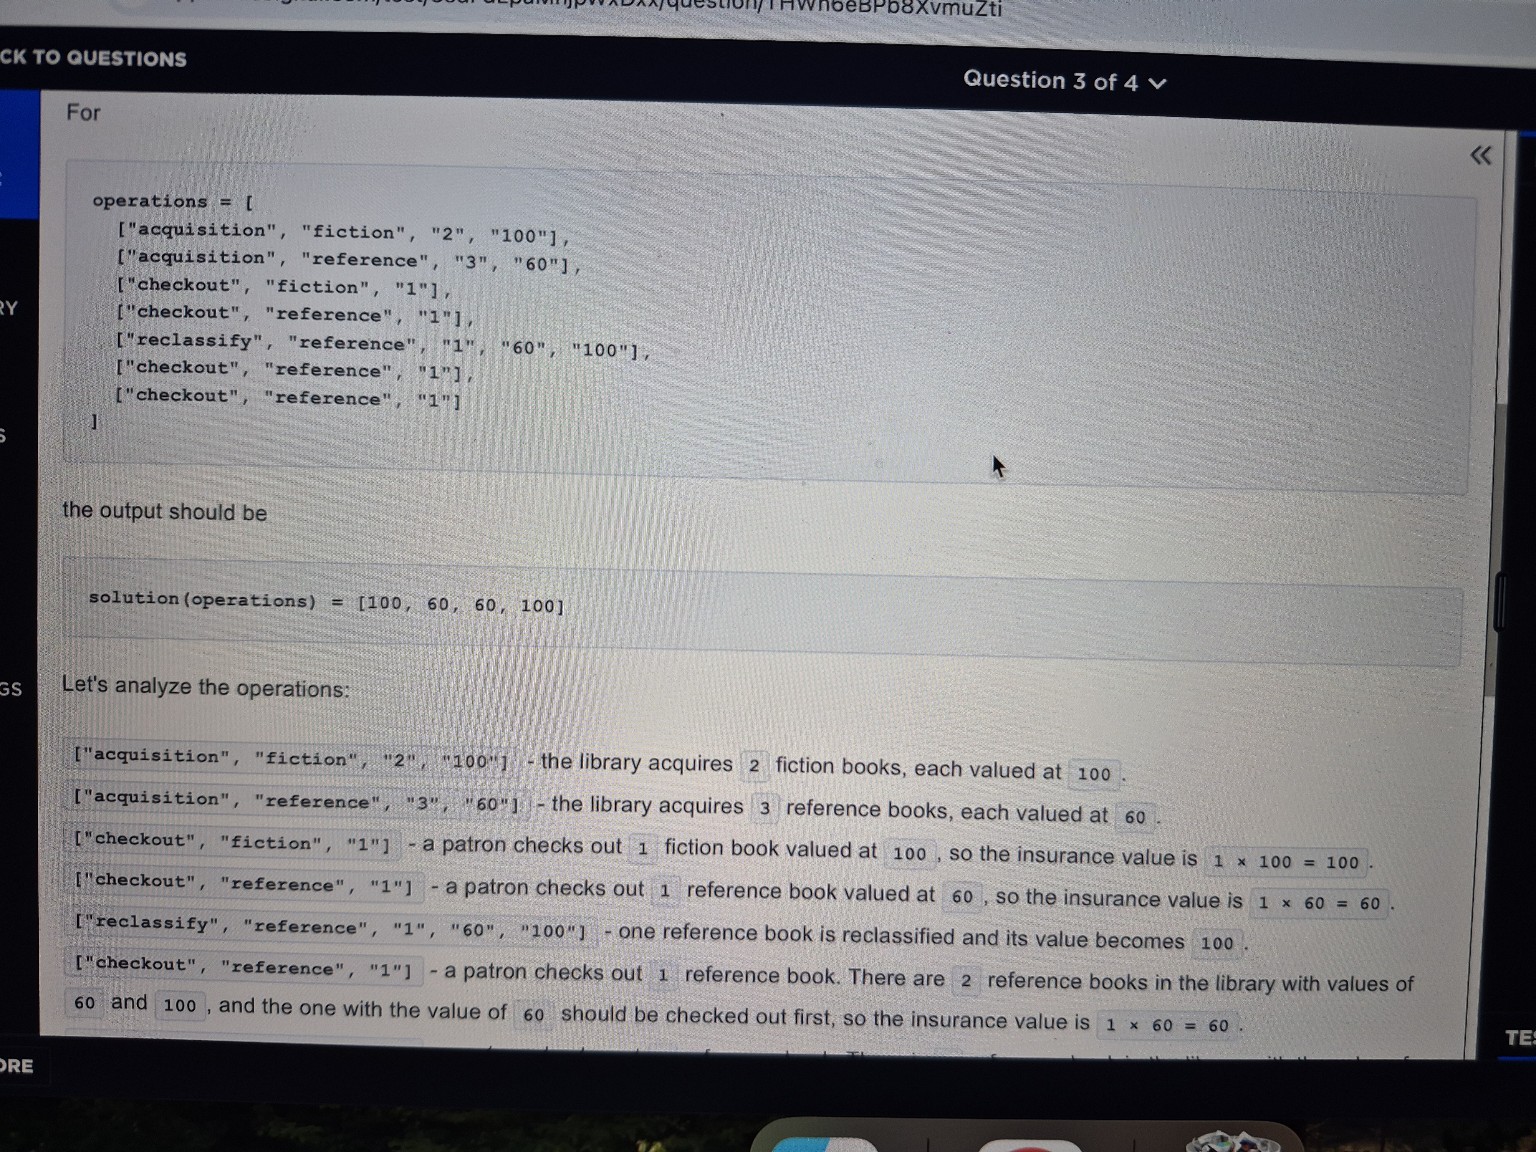 CK TO QUESTIONS
Question 3 of 4
For
operations = [
["acquisition", "fiction", "2", "100"],
["acquisition", "reference", "3", "60"],
["checkout", "fiction", "1"],
["checkout", "reference", "1"],
["reclassify", "reference", "1", "60", "100"],
["checkout", "reference", "1"],
["checkout", "reference", "1"]
]
the output should be
solution(operations) = [100, 60, 60, 100]
Let's analyze the operations:
["acquisition", "fiction", "2", "100"] - the library acquires 2 fiction books, each valued at 100 .
["acquisition", "reference", "3", "60"] - the library acquires 3 reference books, each valued at 60 .
["checkout", "fiction", "1"] - a patron checks out 1 fiction book valued at 100 , so the insurance value is 1 × 100 = 100 .
["checkout", "reference", "1"] - a patron checks out 1 reference book valued at 60 , so the insurance value is 1 × 60 = 60 .
["reclassify", "reference", "1", "60", "100"] - one reference book is reclassified and its value becomes 100 .
["checkout", "reference", "1"] - a patron checks out 1 reference book. There are 2 reference books in the library with values of
60 and 100 , and the one with the value of 60 should be checked out first, so the insurance value is 1 × 60 = 60 .
RY
S
GS
ORE
TES